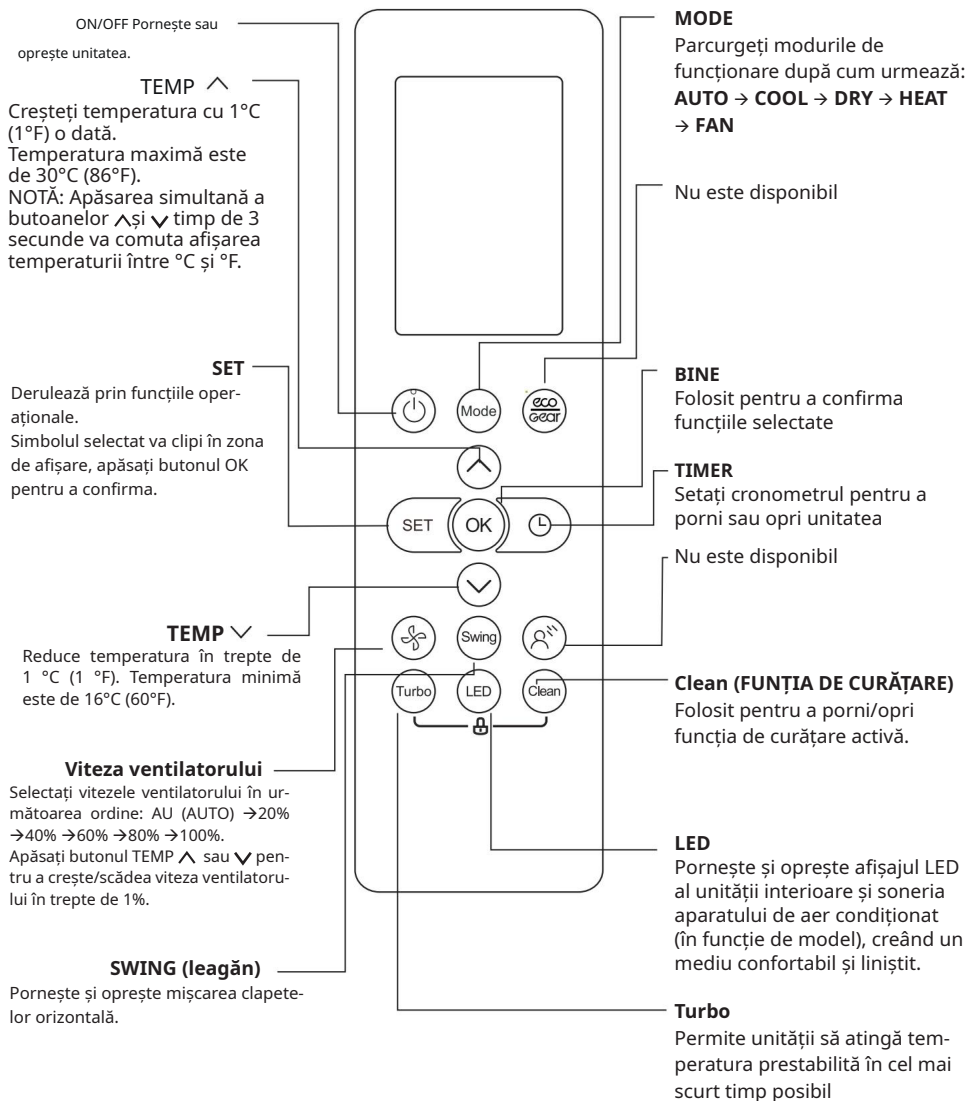 ON/OFF Pornește sau
oprește unitatea.
TEMP
Creșteți temperatura cu 1°C
(1°F) o dată.
Temperatura maximă este
de 30°C (86°F).
NOTĂ: Apăsarea simultană a
butoanelor și timp de 3
secunde va comuta afișarea
temperaturii între °C și °F.
SET
Derulează prin funcțiile oper-
aționale.
Simbolul selectat va clipi în zona
de afișare, apăsați butonul OK
pentru a confirma.
TEMP
Reduce temperatura în trepte de
1 °C (1 °F). Temperatura minimă
este de 16°C (60°F).
Viteza ventilatorului
Selectați vitezele ventilatorului în ur-
mătoarea ordine: AU (AUTO) →20%
→40% →60% →80% →100%.
Apăsați butonul TEMP sau pen-
tru a crește/scădea viteza ventilatoru-
lui în trepte de 1%.
SWING (leagăn)
Pornește și oprește mișcarea clapete-
lor orizontală.
Mode
eco
Gear
SET
OK
Swing
Turbo
LED
Clean
MODE
Parcurgeți modurile de
funcționare după cum urmează:
AUTO → COOL → DRY → HEAT
→ FAN
Nu este disponibil
BINE
Folosit pentru a confirma
funcțiile selectate
TIMER
Setați cronometrul pentru a
porni sau opri unitatea
Nu este disponibil
Clean (FUNȚIA DE CURĂȚARE)
Folosit pentru a porni/opri
funcția de curățare activă.
LED
Pornește și oprește afișajul LED
al unității interioare și soneria
aparatului de aer condiționat
(în funcție de model), creând un
mediu confortabil și liniștit.
Turbo
Permite unității să atingă tem-
peratura prestabilită în cel mai
scurt timp posibil